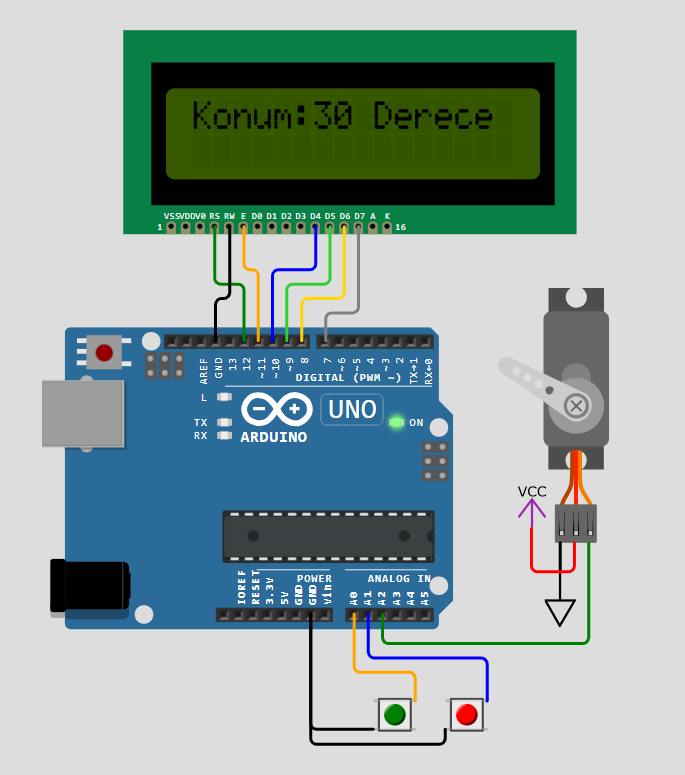 Konum:30 Derece
VSS VDD V0 RS RW E D0 D1 D2 D3 D4 D5 D6 D7 A K
1 16
AREF GND 13 12 ~11 ~10 ~9 8 7 ~6 ~5 4 ~3 2 TX→1 RX←0
DIGITAL (PWM ~)
L
TX
RX
UNO
ON
ARDUINO
VCC
POWER
ANALOG IN
IOREF RESET 3.3V 5V GND GND Vin A0 A1 A2 A3 A4 A5